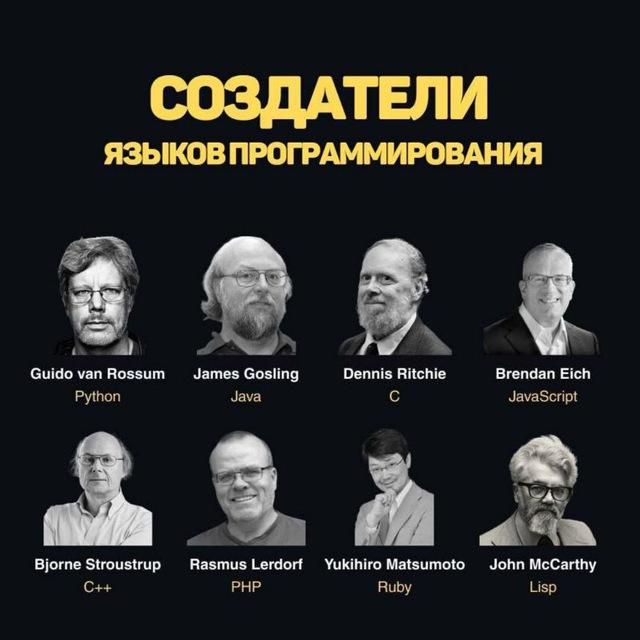 СОЗДАТЕЛИ
ЯЗЫКОВ ПРОГРАММИРОВАНИЯ
Guido van Rossum
Python
James Gosling
Java
Dennis Ritchie
C
Brendan Eich
JavaScript
Bjorne Stroustrup
C++
Rasmus Lerdorf
PHP
Yukihiro Matsumoto
Ruby
John McCarthy
Lisp